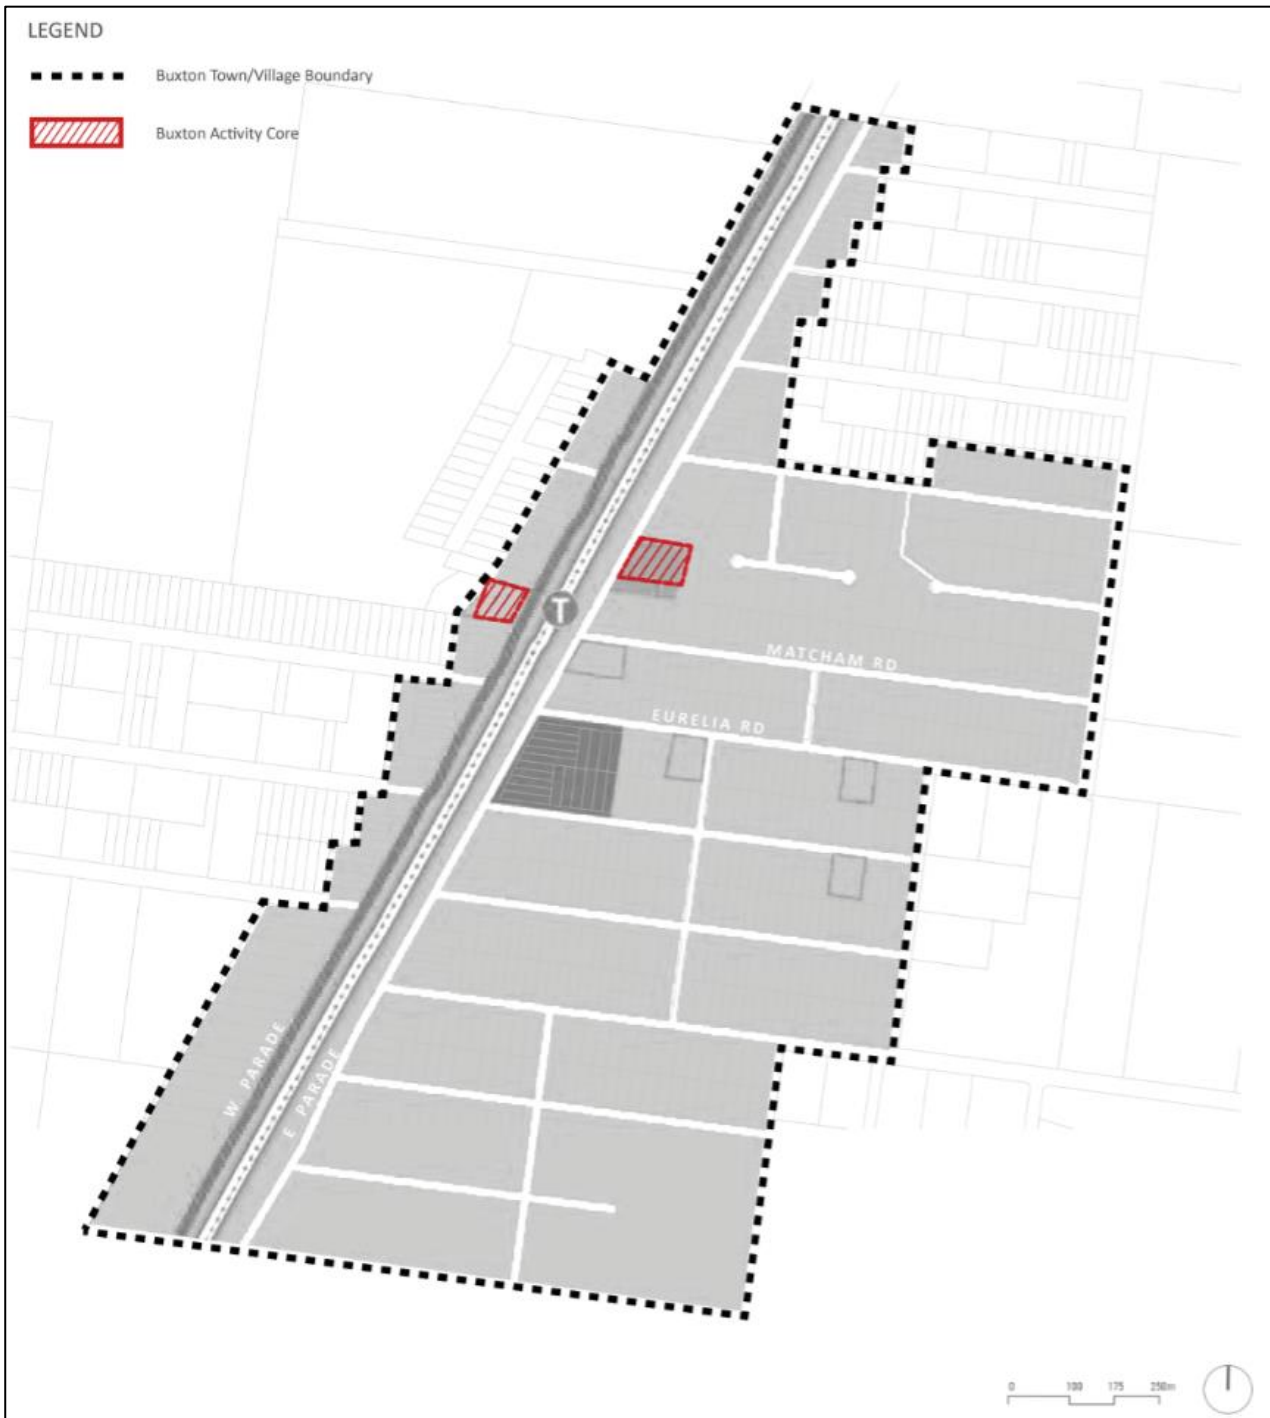 LEGEND
Buxton Town/Village Boundary
Buxton Activity Core
T
MATCHAM RD
EURELIA RD
W PARADE
E PARADE
0 100 175 250m